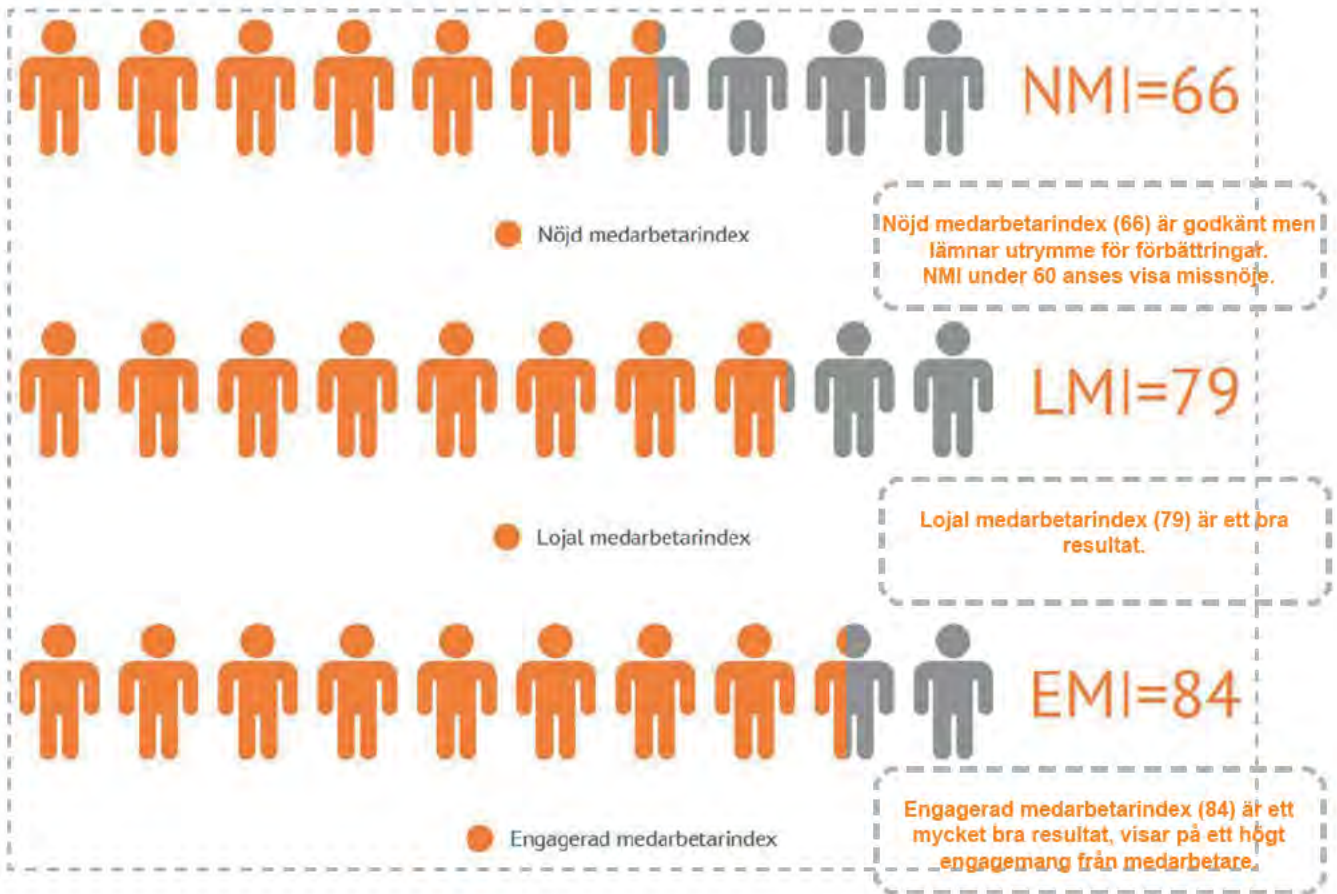 NMI=66
Nöjd medarbetarindex
Nöjd medarbetarindex (66) är godkänt men
lämnar utrymme för förbättringar.
NMI under 60 anses visa missnöje.
LMI=79
Lojal medarbetarindex
Lojal medarbetarindex (79) är ett bra
resultat.
EMI=84
Engagerad medarbetarindex
Engagerad medarbetarindex (84) är ett
mycket bra resultat, visar på ett högt
engagemang från medarbetare.